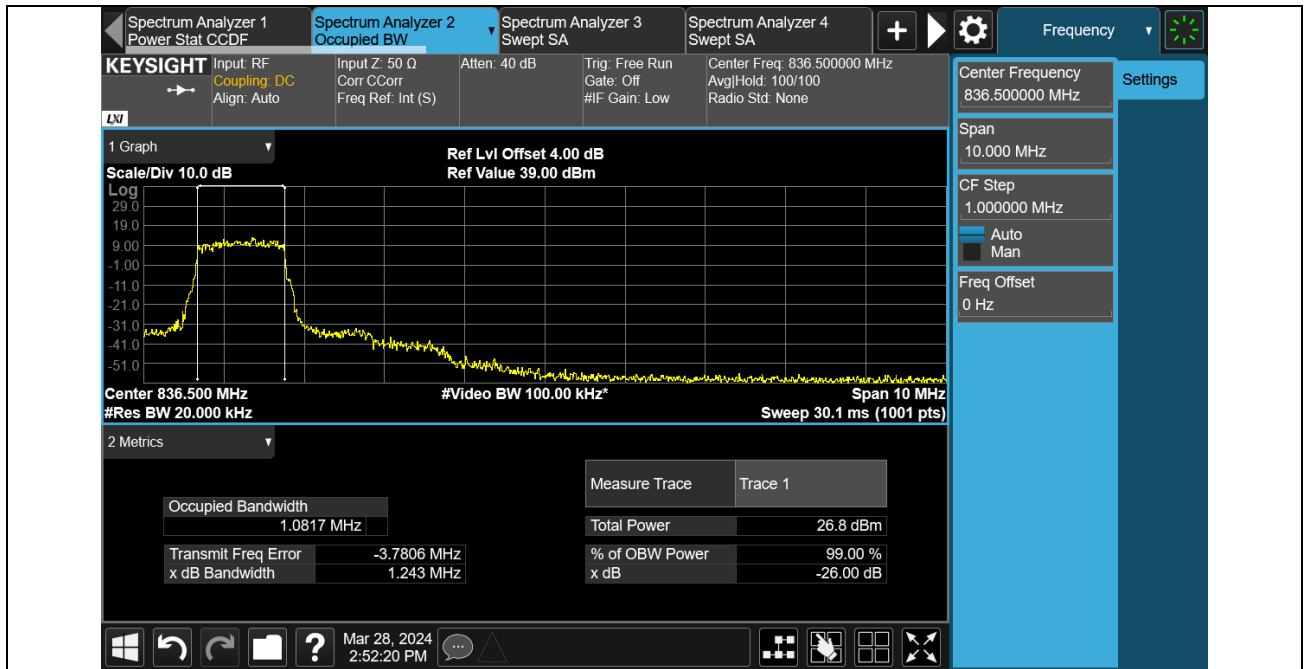 Spectrum Analyzer 1
Power Stat CCDF
Spectrum Analyzer 2
Occupied BW
Spectrum Analyzer 3
Swept SA
Spectrum Analyzer 4
Swept SA
+
Frequency
KEYSIGHT
LXI
Input: RF
Coupling: DC
Align: Auto
Input Z: 50 Ω
Corr CCorr
Freq Ref: Int (S)
Atten: 40 dB
Trig: Free Run
Gate: Off
#IF Gain: Low
Center Freq: 836.500000 MHz
Avg|Hold: 100/100
Radio Std: None
Center Frequency
836.500000 MHz
Settings
Span
10.000 MHz
CF Step
1.000000 MHz
Auto
Man
Freq Offset
0 Hz
1 Graph
Scale/Div 10.0 dB
Ref Lvl Offset 4.00 dB
Ref Value 39.00 dBm
Log
29.0
19.0
9.00
-1.00
-11.0
-21.0
-31.0
-41.0
-51.0
Center 836.500 MHz
#Video BW 100.00 kHz*
Span 10 MHz
#Res BW 20.000 kHz
Sweep 30.1 ms (1001 pts)
2 Metrics
Measure Trace Trace 1
Occupied Bandwidth
1.0817 MHz
Total Power 26.8 dBm
Transmit Freq Error -3.7806 MHz
% of OBW Power 99.00 %
x dB Bandwidth 1.243 MHz
x dB -26.00 dB
?
Mar 28, 2024
2:52:20 PM